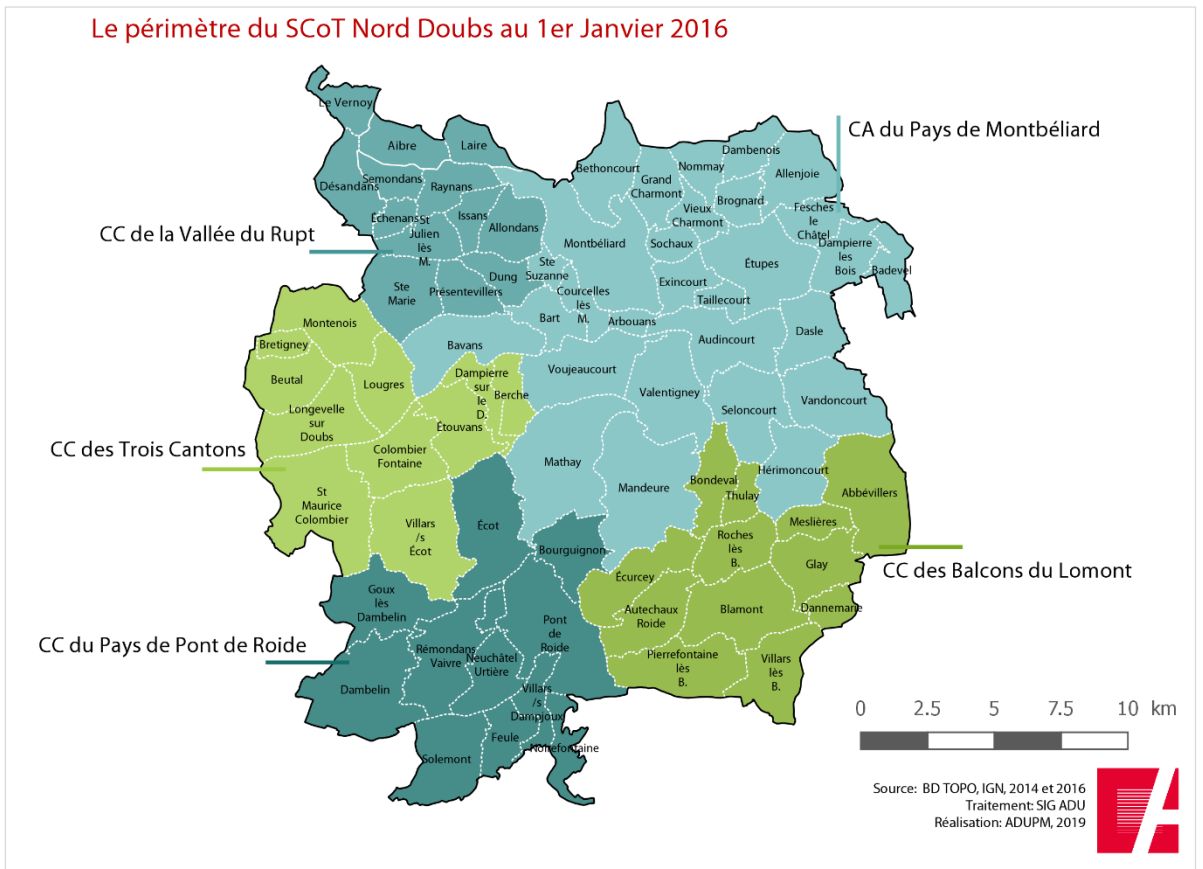 Le périmètre du SCoT Nord Doubs au 1er Janvier 2016
CA du Pays de Montbéliard
CC de la Vallée du Rupt
CC des Trois Cantons
CC des Balcons du Lomont
CC du Pays de Pont de Roide
Le Vernoy
Aibre
Laire
Désandans
Semondans
Raynans
Échenans
St
Julien
lès
M.
Issans
Allondans
Ste
Marie
Présentevillers
Dung
Bethoncourt
Grand
Charmont
Nommay
Dambenois
Allenjoie
Vieux
Charmont
Brognard
Fesches
le
Châtel
Dampierre
les
Bois
Badevel
Montbéliard
Sochaux
Étupes
Ste
Suzanne
Courcelles
lès
M.
Exincourt
Taillecourt
Bart
Arbouans
Audincourt
Dasle
Bavans
Voujeaucourt
Valentigney
Seloncourt
Vandoncourt
Mathay
Mandeure
Hérimoncourt
Montenois
Bretigney
Beutal
Lougres
Longevelle
sur
Doubs
Dampierre
sur
le
D.
Berche
Étouvans
Colombier
Fontaine
St
Maurice
Colombier
Villars
/s
Écot
Bondeval
Thulay
Abbévillers
Meslières
Roches
lès
B.
Glay
Écurcey
Autechaux
Roide
Blamont
Dannemarie
Pierrefontaine
lès
B.
Villars
lès
B.
Écot
Bourguignon
Goux
lès
Dambelin
Pont
de
Roide
Rémondans
Vaivre
Neuchâtel
Urtière
Dambelin
Villars
/s
Dampjoux
Feule
Noirefontaine
Solemont
0 2.5 5 7.5 10 km
Source: BD TOPO, IGN, 2014 et 2016
Traitement: SIG ADU
Réalisation: ADUPM, 2019